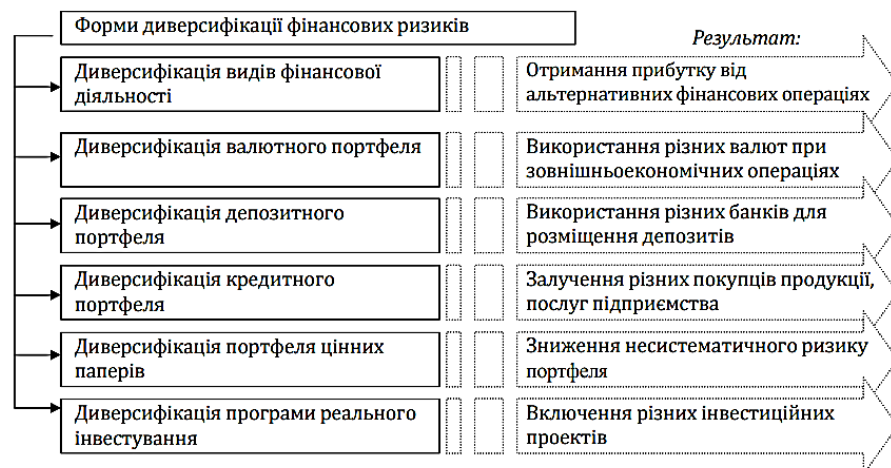 Форми диверсифікації фінансових ризиків
Результат:
Диверсифікація видів фінансової
діяльності
Отримання прибутку від
альтернативних фінансових операціях
Диверсифікація валютного портфеля
Використання різних валют при
зовнішньоекономічних операціях
Диверсифікація депозитного
портфеля
Використання різних банків для
розміщення депозитів
Диверсифікація кредитного
портфеля
Залучення різних покупців продукції,
послуг підприємства
Диверсифікація портфеля цінних
паперів
Зниження несистематичного ризику
портфеля
Диверсифікація програми реального
інвестування
Включення різних інвестиційних
проектів